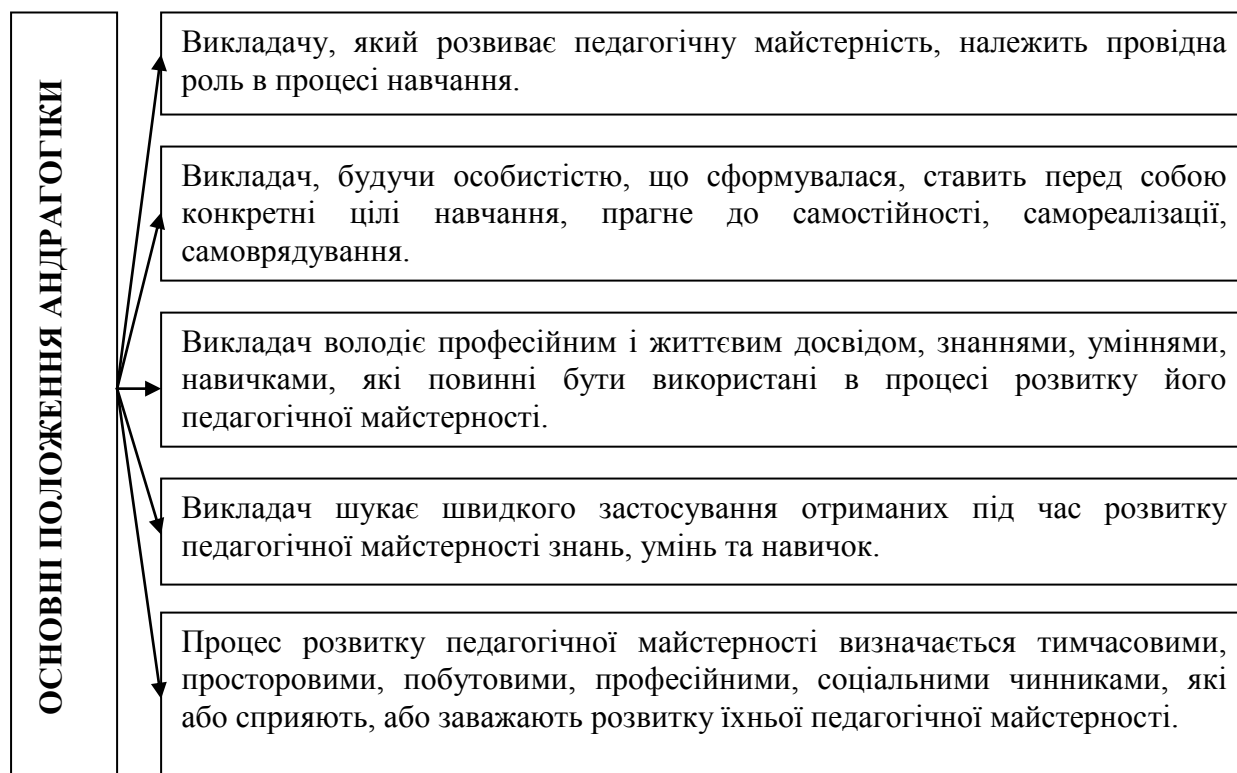 ОСНОВНІ ПОЛОЖЕННЯ АНДРАГОГІКИ
Викладачу, який розвиває педагогічну майстерність, належить провідна
роль в процесі навчання.
Викладач, будучи особистістю, що сформувалася, ставить перед собою
конкретні цілі навчання, прагне до самостійності, самореалізації,
самоврядування.
Викладач володіє професійним і життєвим досвідом, знаннями, уміннями,
навичками, які повинні бути використані в процесі розвитку його
педагогічної майстерності.
Викладач шукає швидкого застосування отриманих під час розвитку
педагогічної майстерності знань, умінь та навичок.
Процес розвитку педагогічної майстерності визначається тимчасовими,
просторовими, побутовими, професійними, соціальними чинниками, які
або сприяють, або заважають розвитку їхньої педагогічної майстерності.